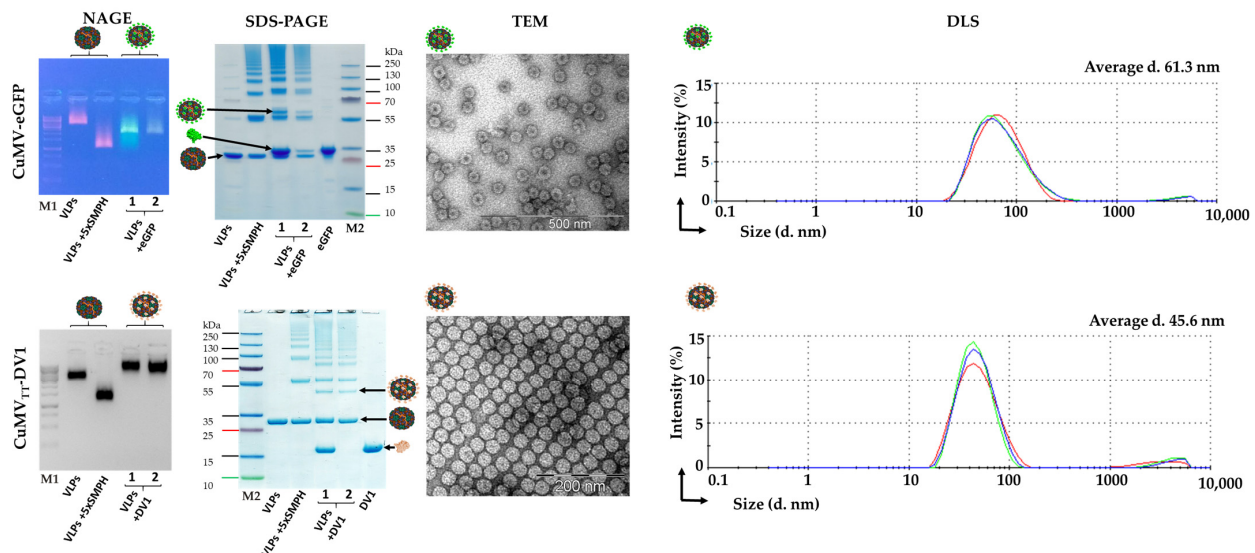 NAGE
SDS-PAGE
TEM
DLS
CuMV-eGFP
M1
VLPs
VLPs +5xSMPH
1 2
VLPs
+eGFP
kDa
250
130
100
70
55
35
25
15
10
VLPs
VLPs +5xSMPH
1 2
VLPs
+eGFP
eGFP
M2
500 nm
Average d. 61.3 nm
Intensity (%)
15
10
5
0
0.1 1 10 100 1000 10,000
Size (d. nm)
CuMVTT-DV1
M1
VLPs
VLPs +5xSMPH
1 2
VLPs
+DV1
kDa
250
130
100
70
55
35
25
15
10
M2
VLPs
VLPs +5xSMPH
1 2
VLPs
+DV1
DV1
200 nm
Average d. 45.6 nm
Intensity (%)
15
10
5
0
0.1 1 10 100 1000 10,000
Size (d. nm)